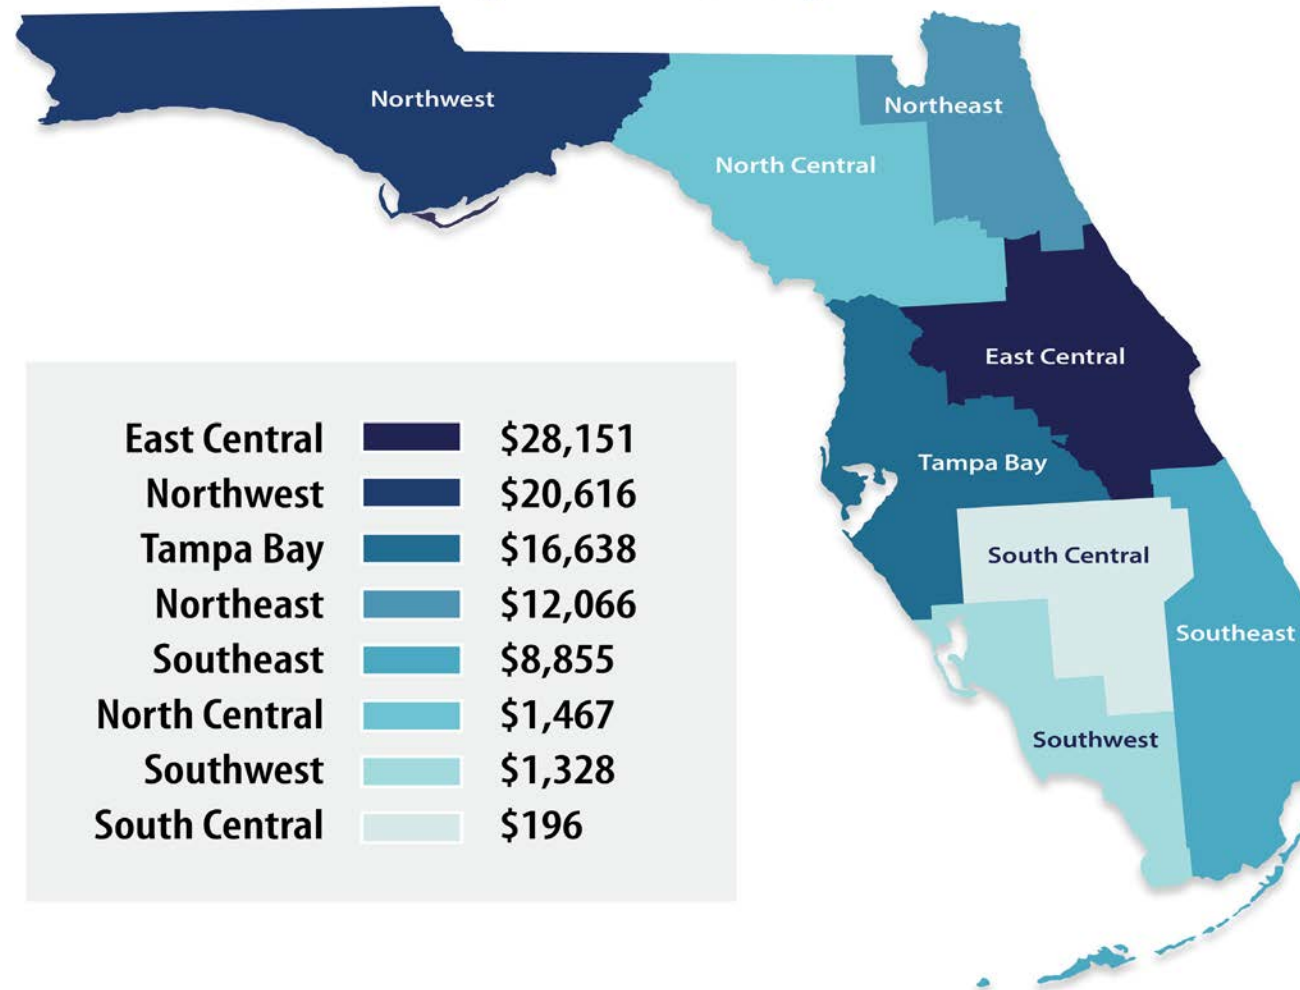 Northwest
Northeast
North Central
East Central
Tampa Bay
South Central
Southeast
Southwest
East Central $28,151
Northwest $20,616
Tampa Bay $16,638
Northeast $12,066
Southeast $8,855
North Central $1,467
Southwest $1,328
South Central $196